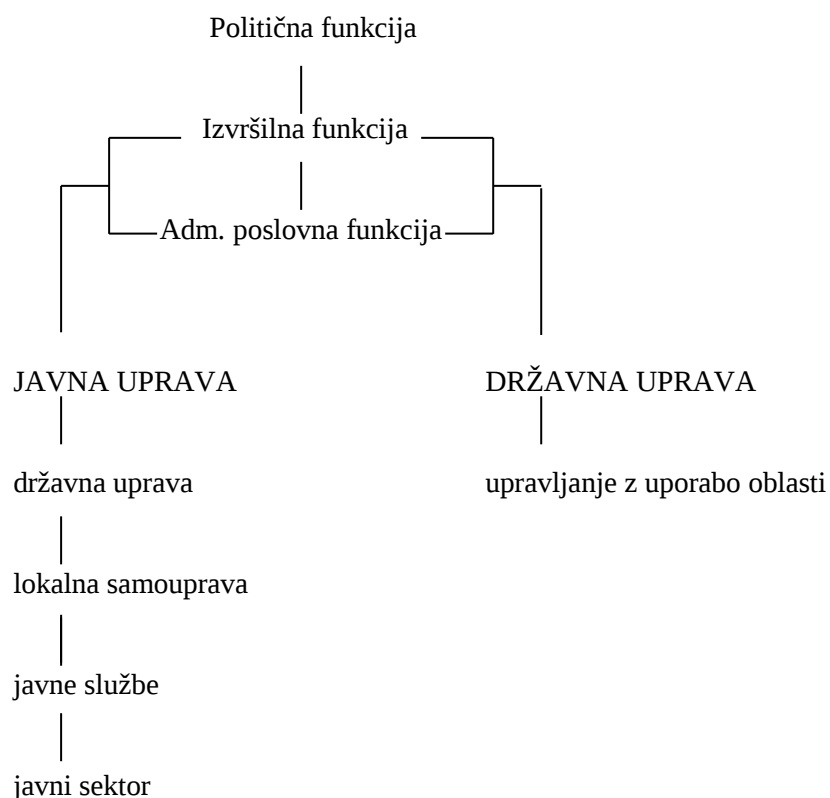 Politična funkcija
Izvršilna funkcija
Adm. poslovna funkcija
JAVNA UPRAVA
DRŽAVNA UPRAVA
državna uprava
upravljanje z uporabo oblasti
lokalna samouprava
javne službe
javni sektor